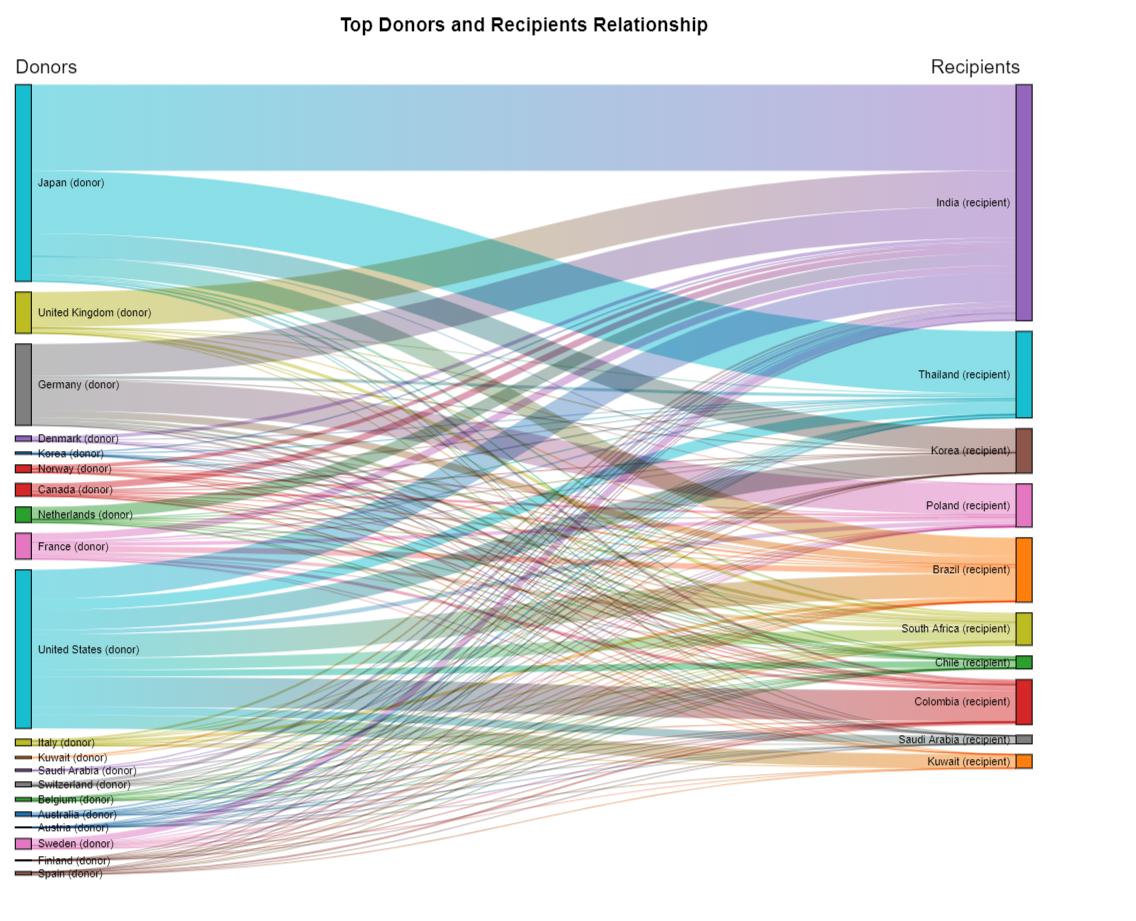 Top Donors and Recipients Relationship
Donors
Recipients
Japan (donor)
United Kingdom (donor)
Germany (donor)
Denmark (donor)
Korea (donor)
Norway (donor)
Canada (donor)
Netherlands (donor)
France (donor)
United States (donor)
Italy (donor)
Kuwait (donor)
Saudi Arabia (donor)
Switzerland (donor)
Belgium (donor)
Australia (donor)
Austria (donor)
Sweden (donor)
Finland (donor)
Spain (donor)
India (recipient)
Thailand (recipient)
Korea (recipient)
Poland (recipient)
Brazil (recipient)
South Africa (recipient)
Chile (recipient)
Colombia (recipient)
Saudi Arabia (recipient)
Kuwait (recipient)